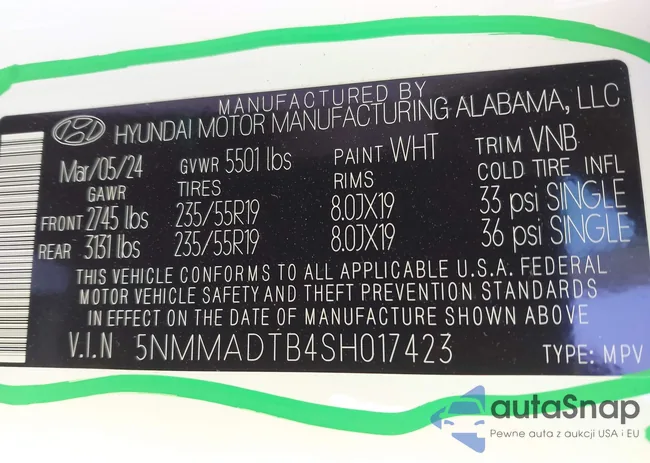 MANUFACTURED BY
HYUNDAI MOTOR MANUFACTURING ALABAMA, LLC
Mar/05/24 GVWR 5501 lbs PAINT WHT TRIM VNB
GAWR TIRES RIMS COLD TIRE INFL
FRONT 2745 lbs 235/55R19 8.0JX19 33 psi SINGLE
REAR 3131 lbs 235/55R19 8.0JX19 36 psi SINGLE
THIS VEHICLE CONFORMS TO ALL APPLICABLE U.S.A. FEDERAL
MOTOR VEHICLE SAFETY AND THEFT PREVENTION STANDARDS
IN EFFECT ON THE DATE OF MANUFACTURE SHOWN ABOVE
V.I.N 5NMMADTB4SH017423 TYPE: MPV
autaSnap
Pewne auta z aukcji USA i EU